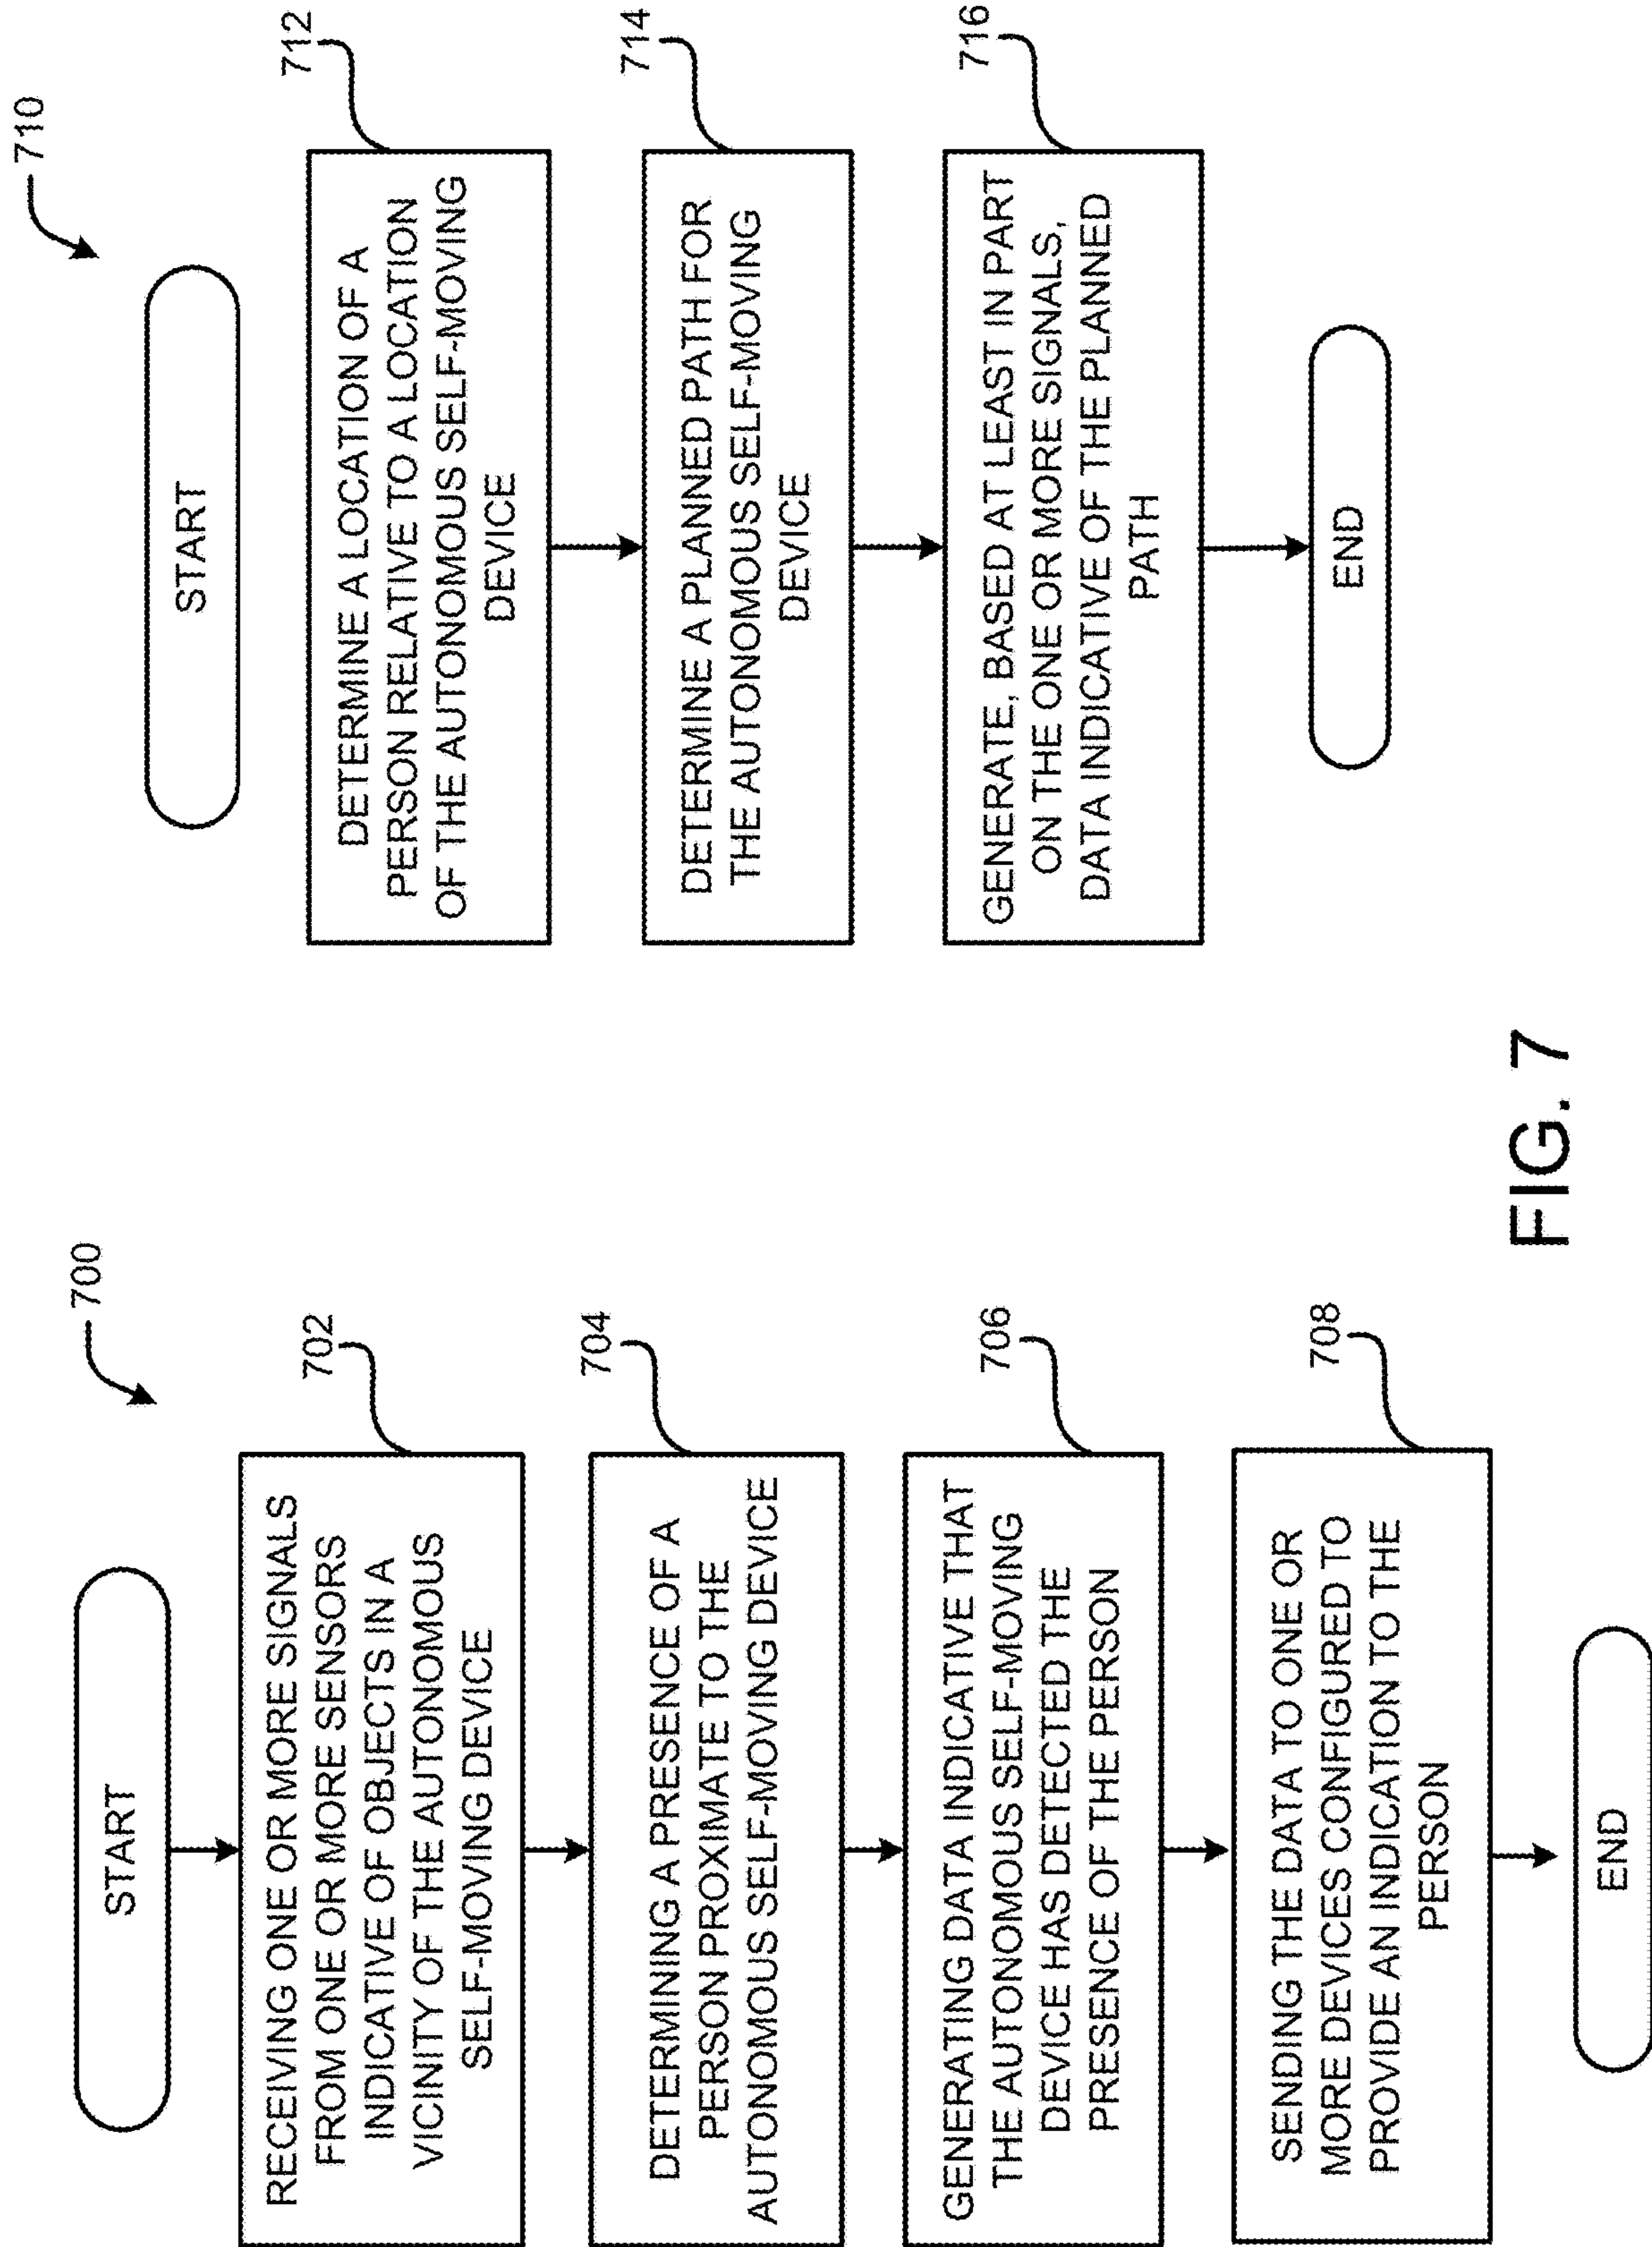 700
START
RECEIVING ONE OR MORE SIGNALS
FROM ONE OR MORE SENSORS
INDICATIVE OF OBJECTS IN A
VICINITY OF THE AUTONOMOUS
SELF-MOVING DEVICE
702
DETERMINING A PRESENCE OF A
PERSON PROXIMATE TO THE
AUTONOMOUS SELF-MOVING DEVICE
704
GENERATING DATA INDICATIVE THAT
THE AUTONOMOUS SELF-MOVING
DEVICE HAS DETECTED THE
PRESENCE OF THE PERSON
706
SENDING THE DATA TO ONE OR
MORE DEVICES CONFIGURED TO
PROVIDE AN INDICATION TO THE
PERSON
708
END
710
START
DETERMINE A LOCATION OF A
PERSON RELATIVE TO A LOCATION
OF THE AUTONOMOUS SELF-MOVING
DEVICE
712
DETERMINE A PLANNED PATH FOR
THE AUTONOMOUS SELF-MOVING
DEVICE
714
GENERATE, BASED AT LEAST IN PART
ON THE ONE OR MORE SIGNALS,
DATA INDICATIVE OF THE PLANNED
PATH
716
END
FIG. 7